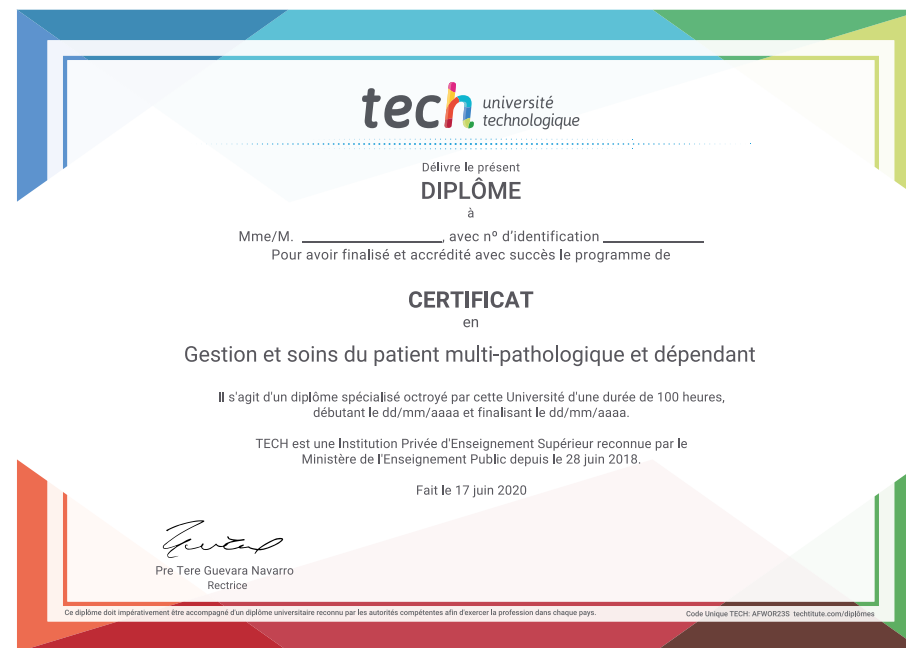 tech université
technologique
Délivre le présent
DIPLÔME
à
Mme/M. ____________________, avec nº d'identification ______________
Pour avoir finalisé et accrédité avec succès le programme de
CERTIFICAT
en
Gestion et soins du patient multi-pathologique et dépendant
Il s'agit d'un diplôme spécialisé octroyé par cette Université d'une durée de 100 heures,
débutant le dd/mm/aaaa et finalisant le dd/mm/aaaa.
TECH est une Institution Privée d'Enseignement Supérieur reconnue par le
Ministère de l'Enseignement Public depuis le 28 juin 2018.
Fait le 17 juin 2020
Pre Tere Guevara Navarro
Rectrice
Ce diplôme doit impérativement être accompagné d'un diplôme universitaire reconnu par les autorités compétentes afin d'exercer la profession dans chaque pays.
Code Unique TECH: AFWOR23S techtitute.com/diplômes